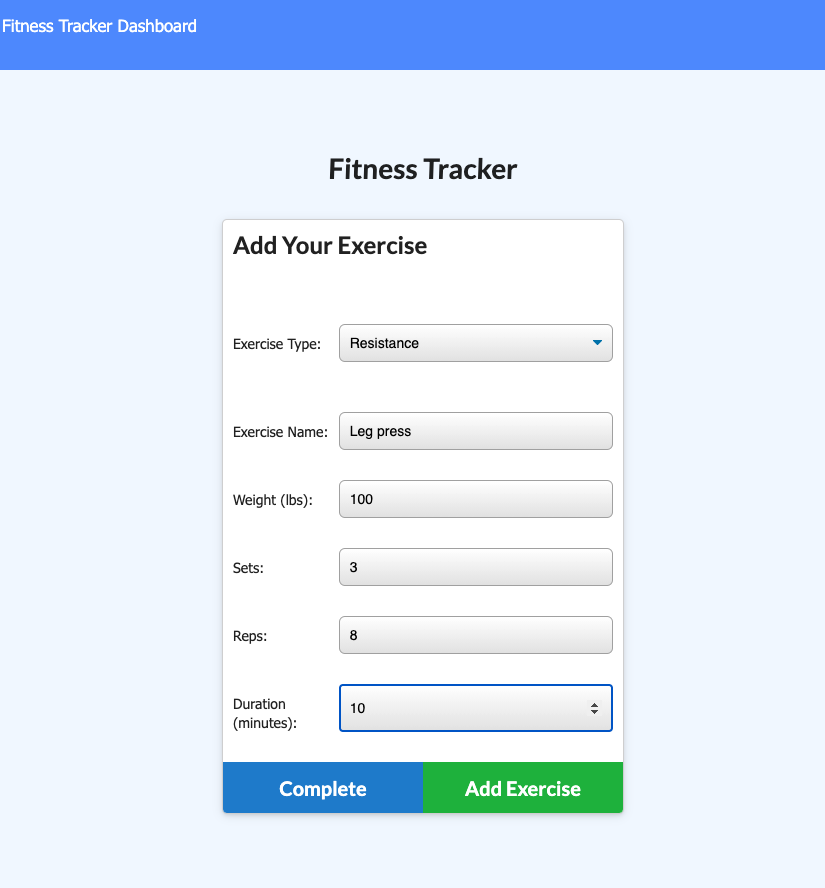 Fitness Tracker Dashboard
Fitness Tracker
Add Your Exercise
Exercise Type: Resistance
Exercise Name: Leg press
Weight (lbs): 100
Sets: 3
Reps: 8
Duration
(minutes): 10
Complete Add Exercise